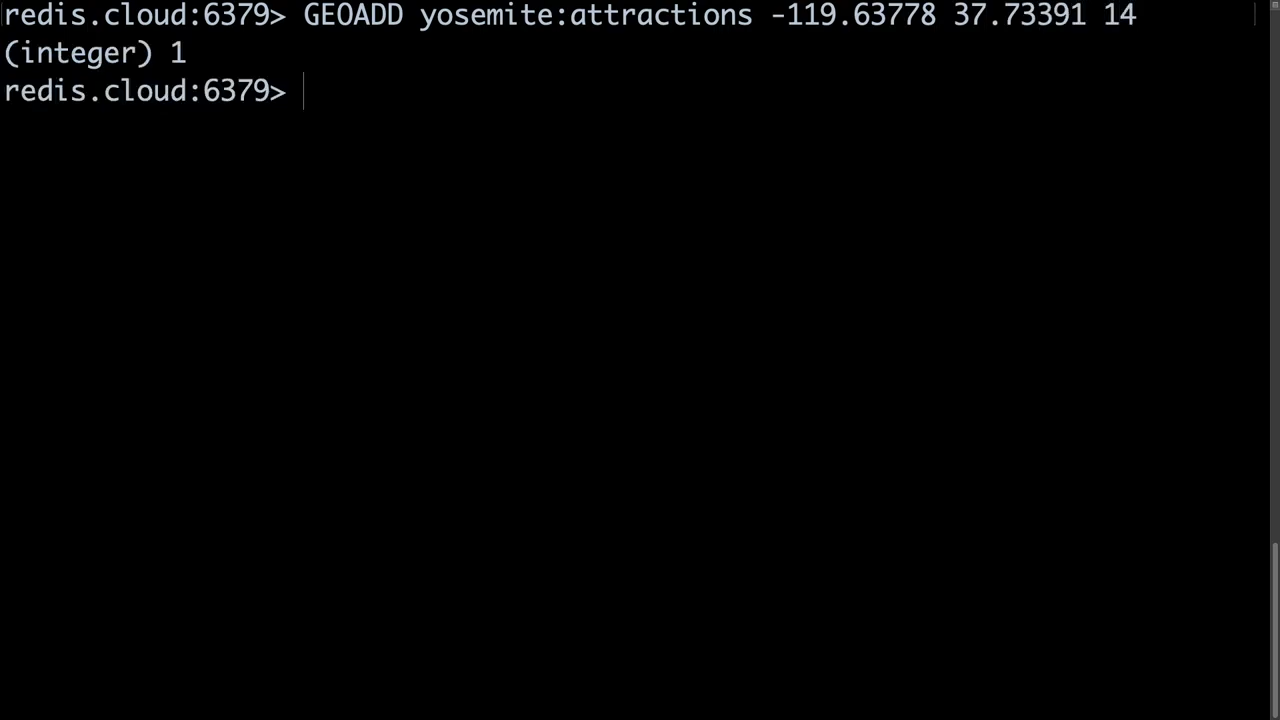 redis.cloud:6379> GEOADD yosemite:attractions -119.63778 37.73391 14
(integer) 1
redis.cloud:6379>